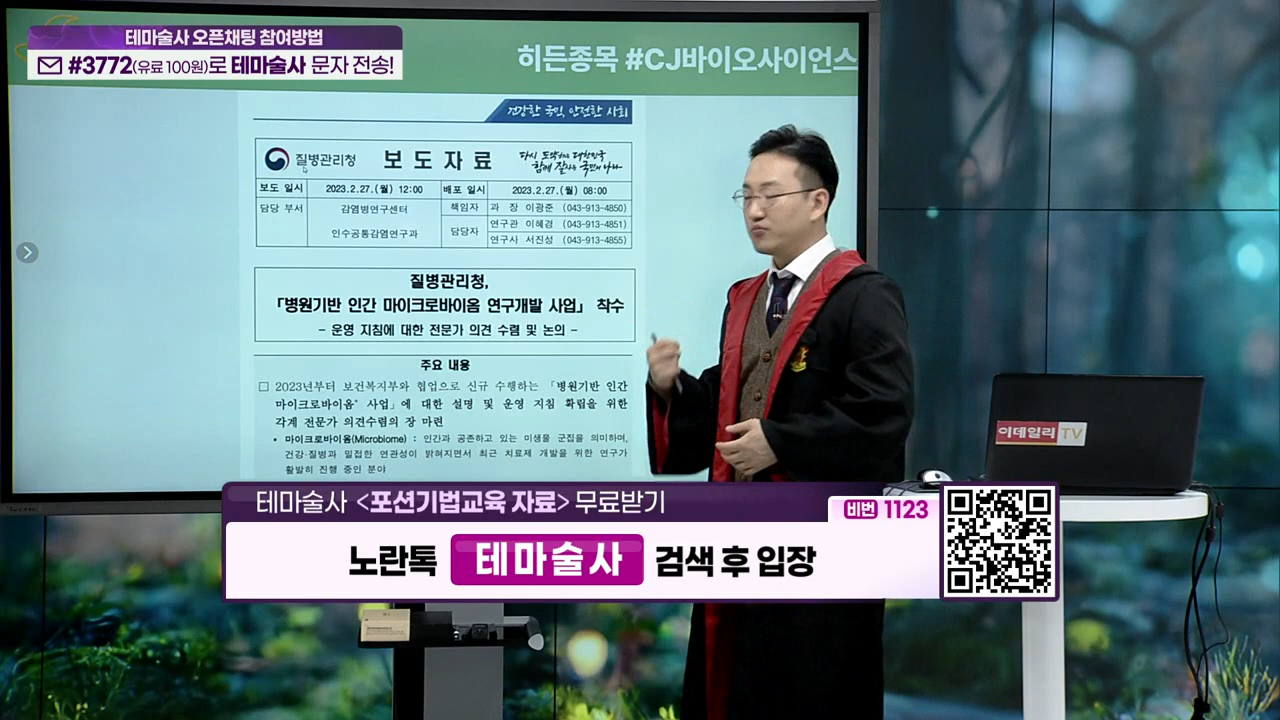 테마술사 오픈채팅 참여방법
#3772(유료 100원)로 테마술사 문자 전송!
히든종목 #CJ바이오사이언스
건강한 국민, 안전한 사회
질병관리청 보도자료 다시 도약하는 대한민국
함께 잘사는 국민의 나라
보도 일시 2023.2.27.(월) 12:00 배포 일시 2023.2.27.(월) 08:00
담당 부서 감염병연구센터 책임자 과 장 이광준 (043-913-4850)
인수공통감염연구과 담당자 연구관 이혜경 (043-913-4851)
연구사 서진성 (043-913-4855)
질병관리청,
「병원기반 인간 마이크로바이옴 연구개발 사업」 착수
- 운영 지침에 대한 전문가 의견 수렴 및 논의 -
주요 내용
□ 2023년부터 보건복지부와 협업으로 신규 수행하는 「병원기반 인간
마이크로바이옴* 사업」에 대한 설명 및 운영 지침 확립을 위한
각계 전문가 의견수렴의 장 마련
* 마이크로바이옴(Microbiome) : 인간과 공존하고 있는 미생물 군집을 의미하며,
건강·질병과 밀접한 연관성이 밝혀지면서 최근 치료제 개발을 위한 연구가
활발히 진행 중인 분야
이데일리 TV
테마술사 <포션기법교육 자료> 무료받기
비번 1123
노란톡 테마술사 검색 후 입장